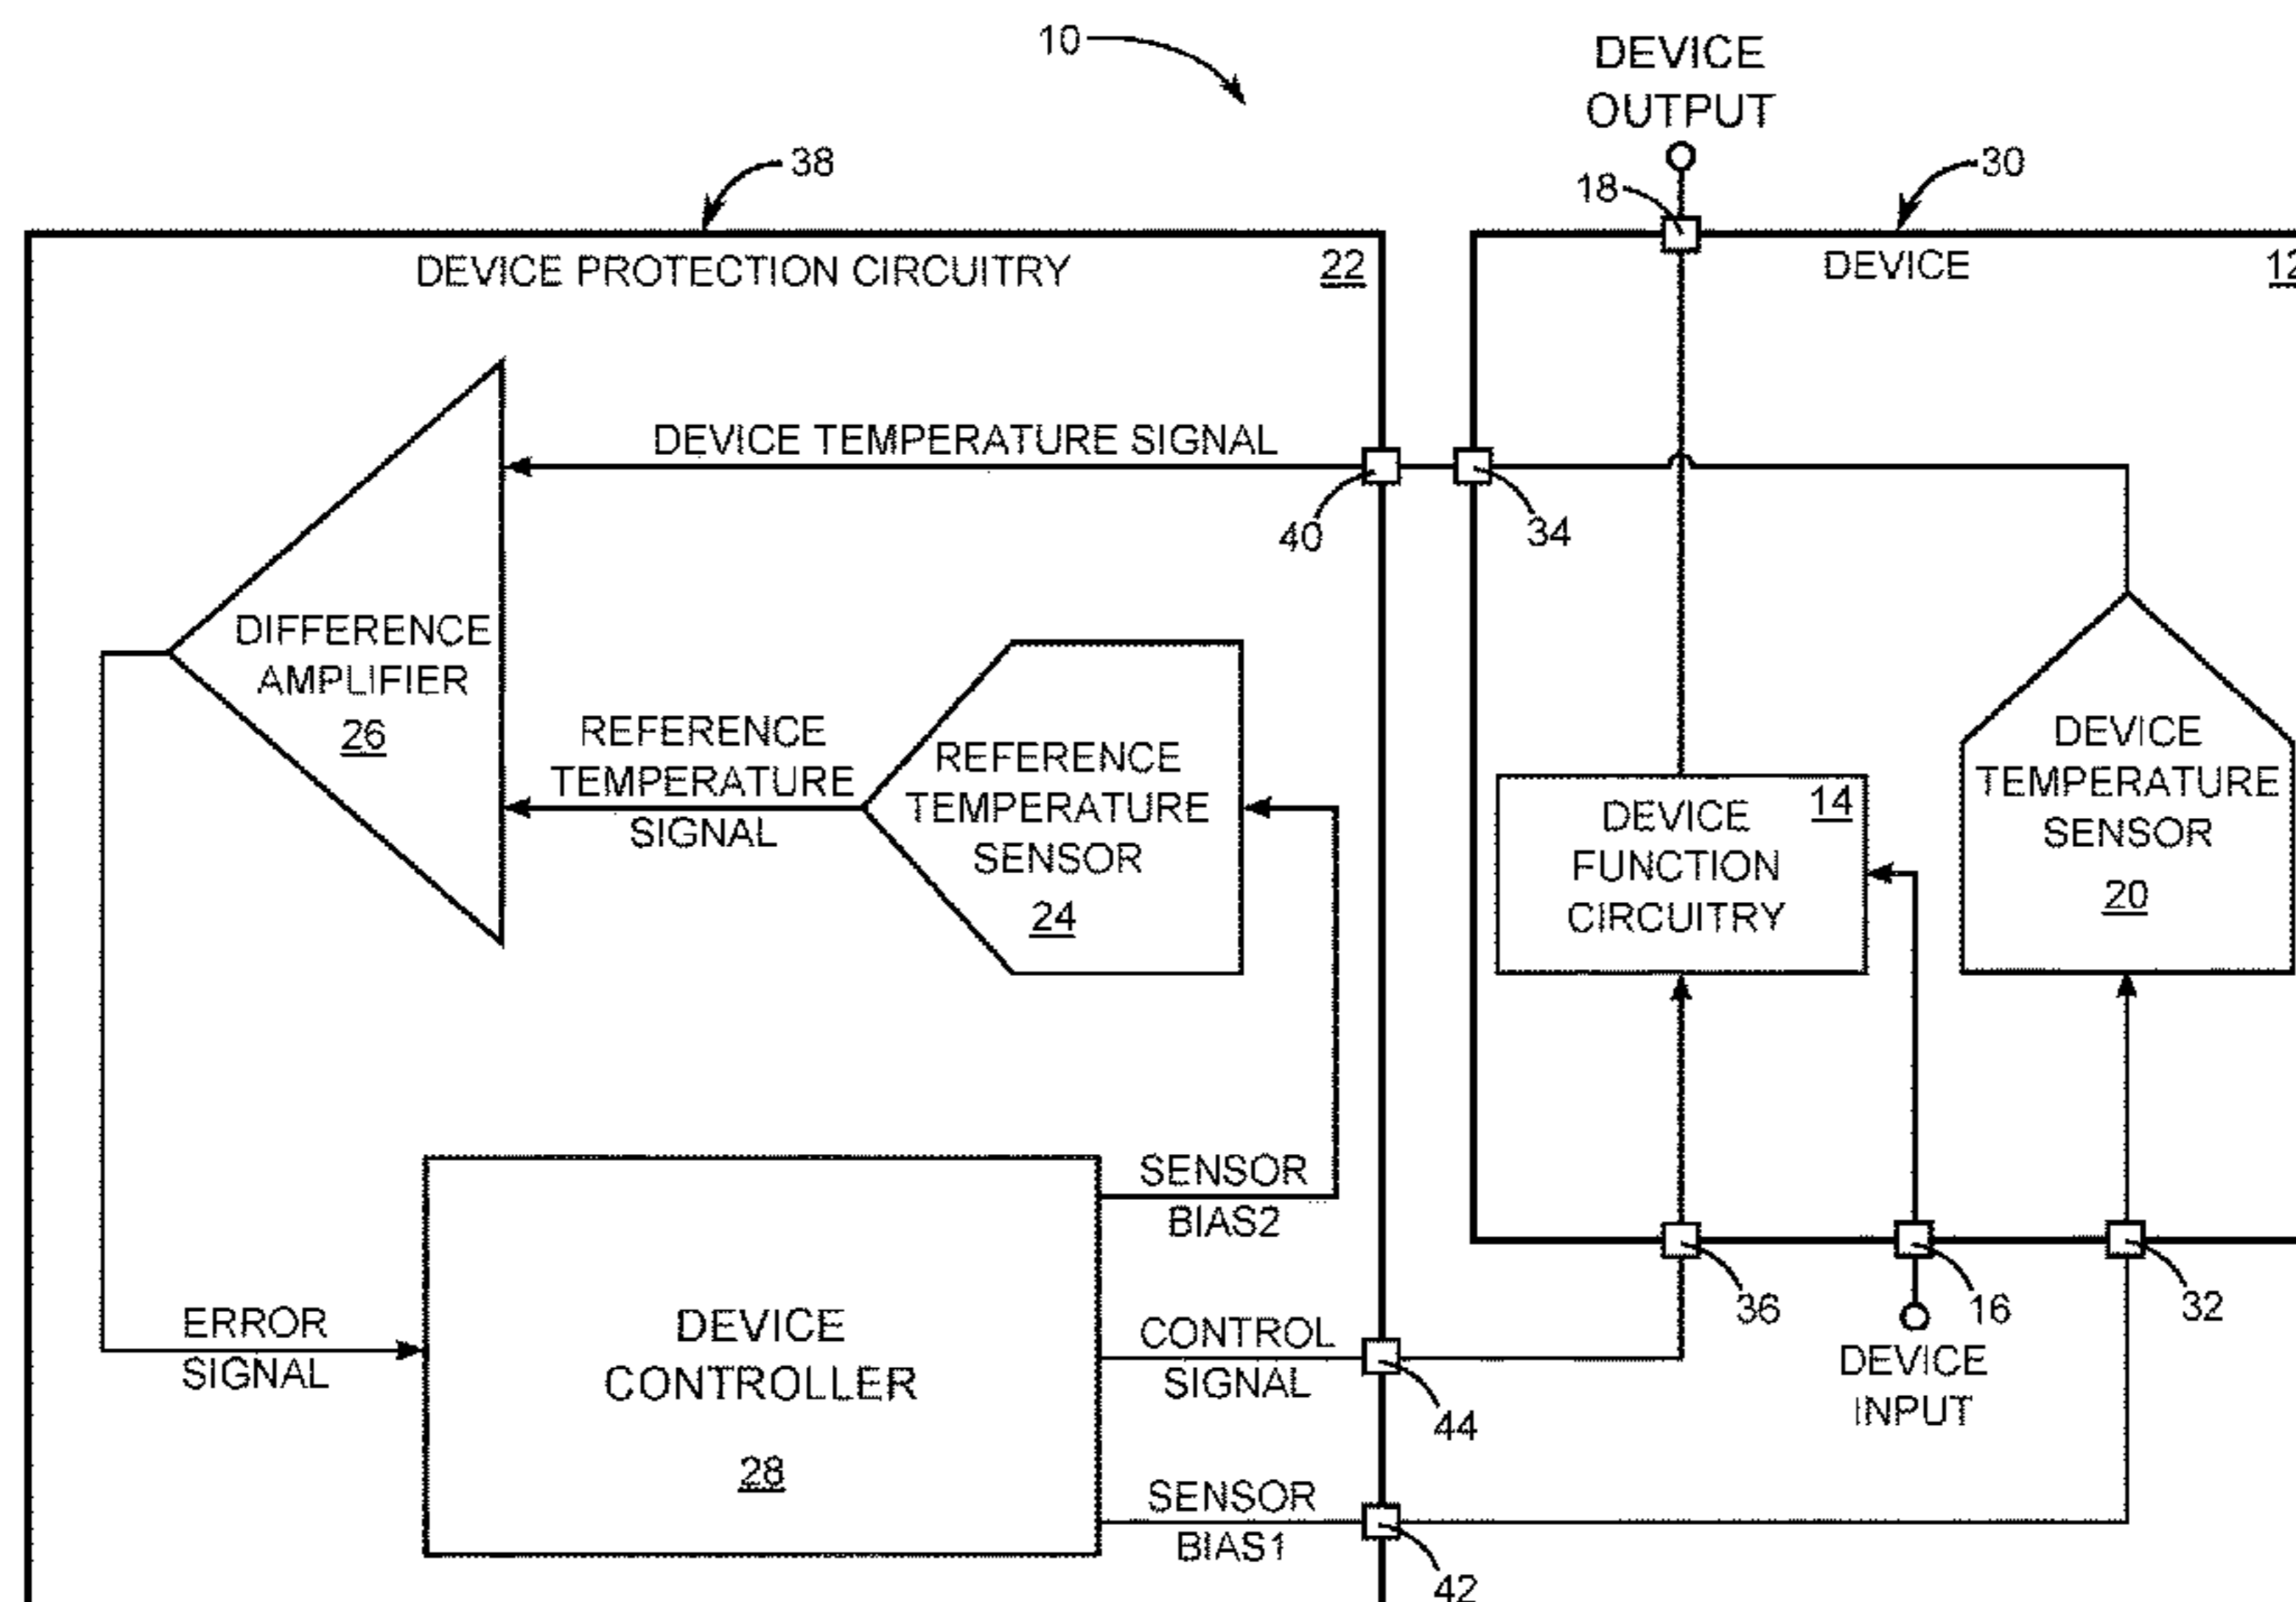 10
DEVICE
OUTPUT
38
18
30
DEVICE PROTECTION CIRCUITRY
22
DEVICE
12
DEVICE TEMPERATURE SIGNAL
40
34
DIFFERENCE
AMPLIFIER
26
REFERENCE
TEMPERATURE
SIGNAL
REFERENCE
TEMPERATURE
SENSOR
24
14
DEVICE
FUNCTION
CIRCUITRY
DEVICE
TEMPERATURE
SENSOR
20
SENSOR
BIAS2
ERROR
SIGNAL
DEVICE
CONTROLLER
28
CONTROL
SIGNAL
44
36
16
32
DEVICE
INPUT
SENSOR
BIAS1
42